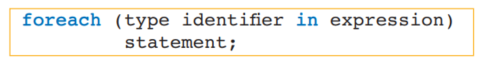 foreach (type identifier in expression)
statement;